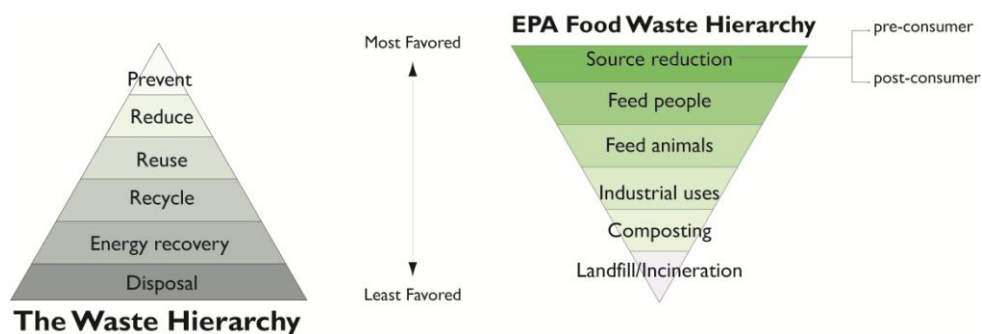 Prevent
Reduce
Reuse
Recycle
Energy recovery
Disposal
The Waste Hierarchy
Most Favored
Least Favored
EPA Food Waste Hierarchy
Source reduction
pre-consumer
post-consumer
Feed people
Feed animals
Industrial uses
Composting
Landfill/Incineration